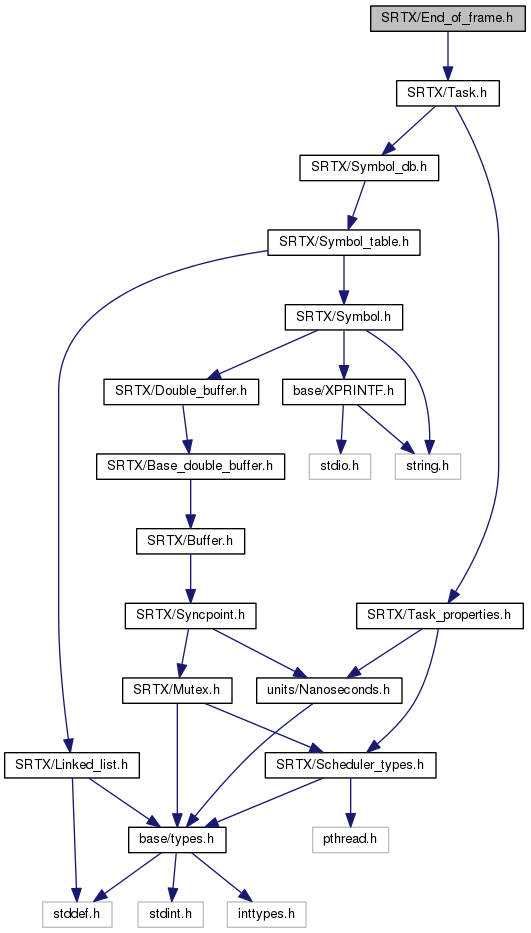 SRTX/End_of_frame.h
SRTX/Task.h
SRTX/Symbol_db.h
SRTX/Symbol_table.h
SRTX/Symbol.h
SRTX/Double_buffer.h
base/XPRINTF.h
SRTX/Base_double_buffer.h
stdio.h
string.h
SRTX/Buffer.h
SRTX/Syncpoint.h
SRTX/Task_properties.h
SRTX/Mutex.h
units/Nanoseconds.h
SRTX/Linked_list.h
SRTX/Scheduler_types.h
base/types.h
pthread.h
stddef.h
stdint.h
inttypes.h